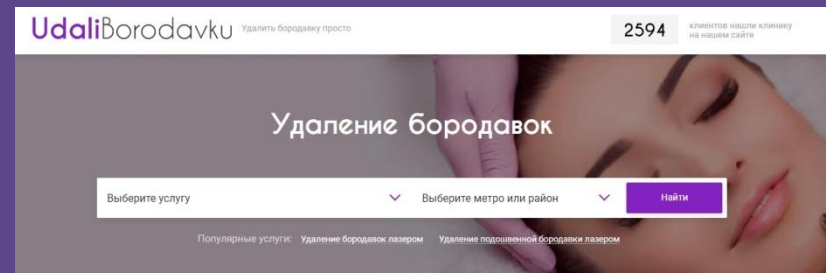 UdaliBorodavku Удалить бородавку просто 2594 клиентов нашли клинику
на нашем сайте
Удаление бородавок
Выберите услугу Выберите метро или район Найти
Популярные услуги: Удаление бородавок лазером Удаление подошвенной бородавки лазером